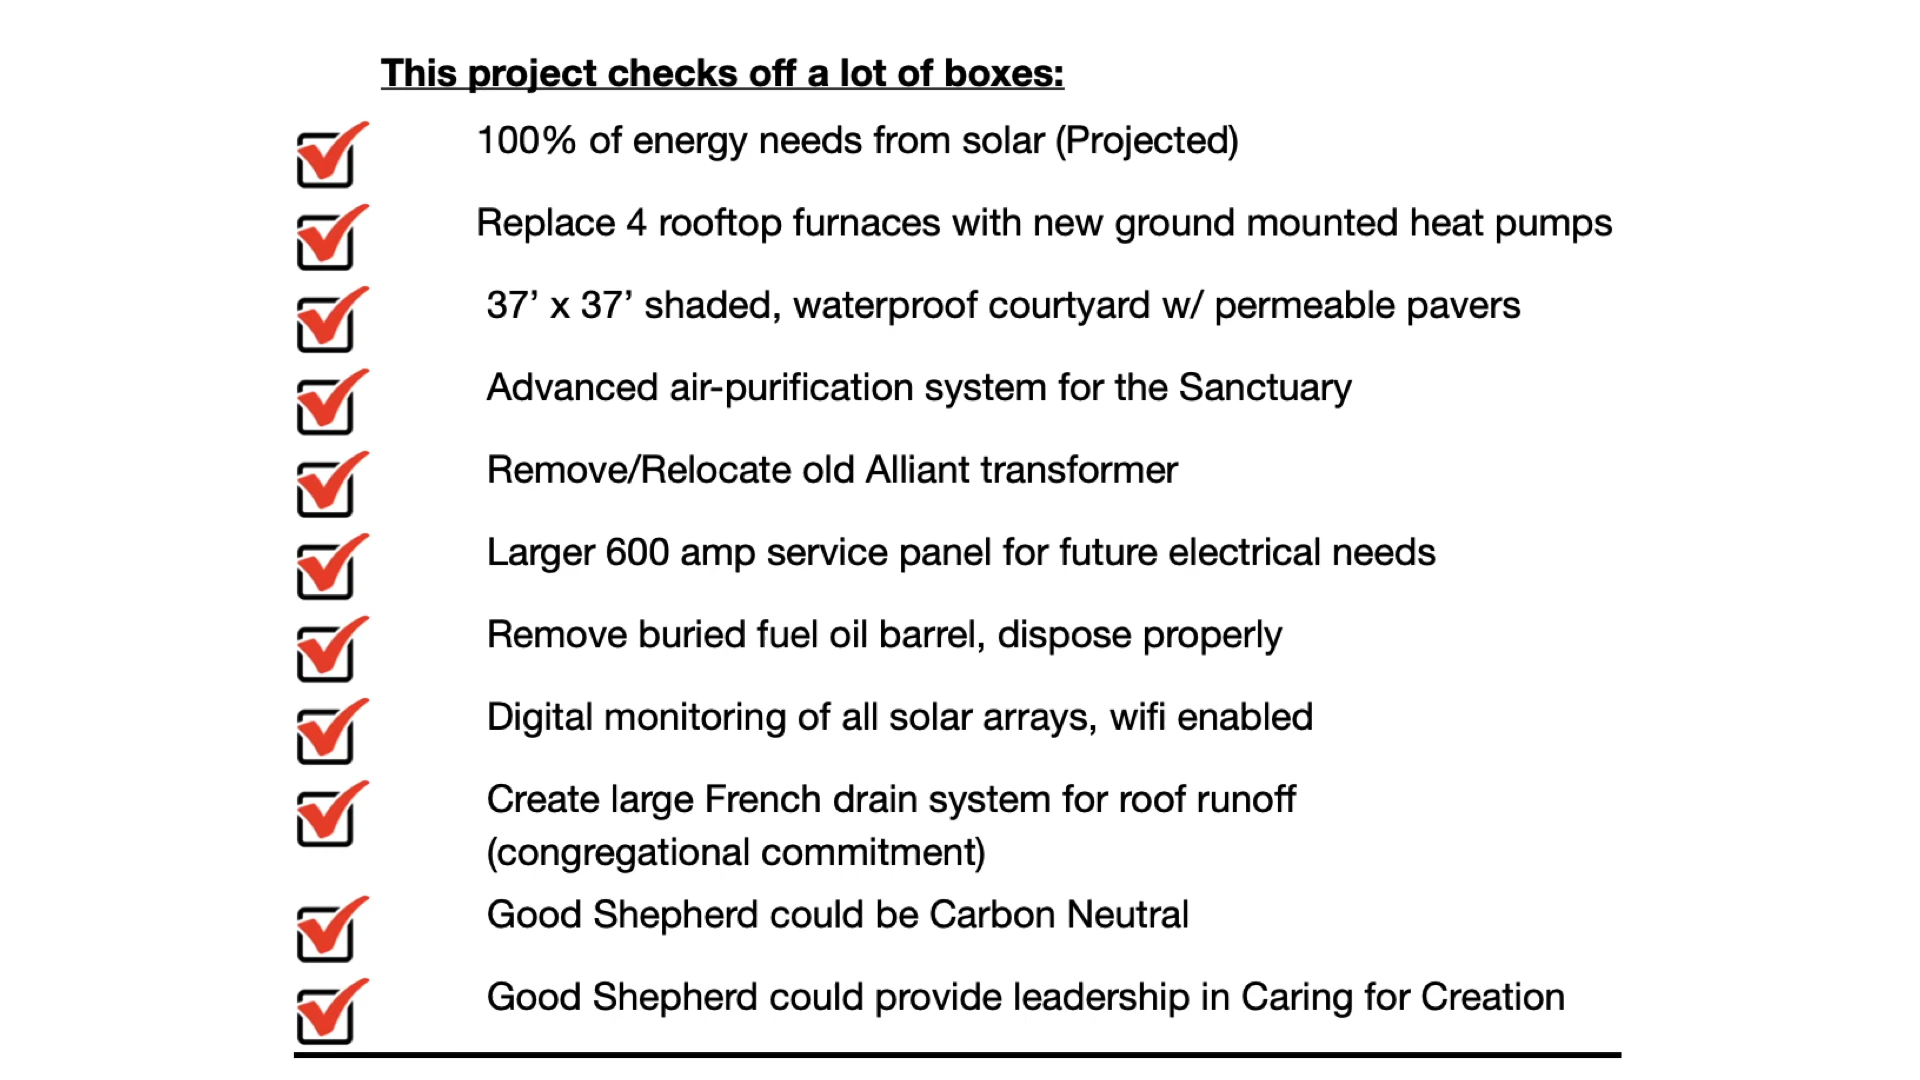 This project checks off a lot of boxes:
100% of energy needs from solar (Projected)
Replace 4 rooftop furnaces with new ground mounted heat pumps
37’ x 37’ shaded, waterproof courtyard w/ permeable pavers
Advanced air-purification system for the Sanctuary
Remove/Relocate old Alliant transformer
Larger 600 amp service panel for future electrical needs
Remove buried fuel oil barrel, dispose properly
Digital monitoring of all solar arrays, wifi enabled
Create large French drain system for roof runoff
(congregational commitment)
Good Shepherd could be Carbon Neutral
Good Shepherd could provide leadership in Caring for Creation